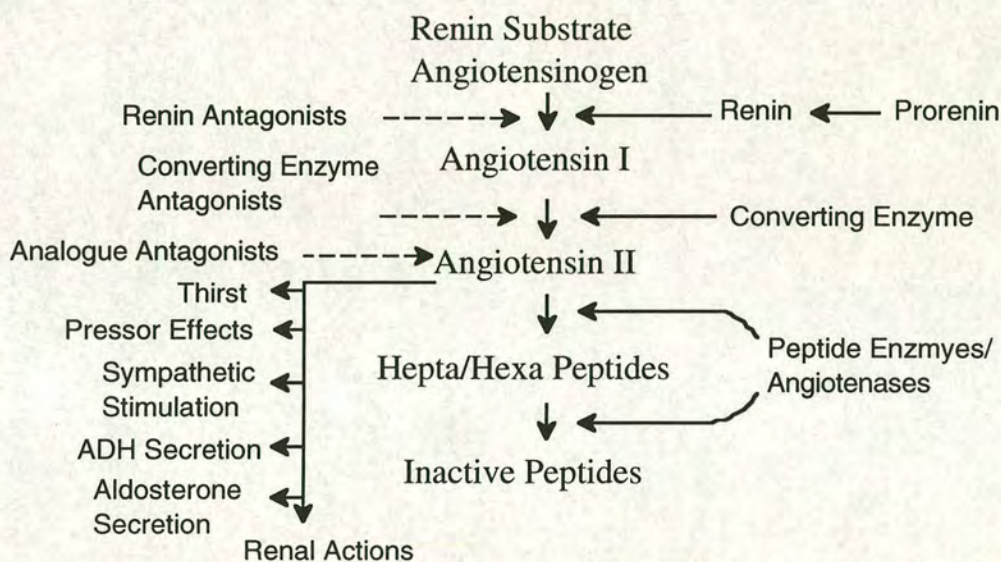 Renin Substrate
Angiotensinogen
Renin Antagonists
Renin
Prorenin
Converting Enzyme
Antagonists
Angiotensin I
Converting Enzyme
Analogue Antagonists
Angiotensin II
Thirst
Pressor Effects
Sympathetic
Stimulation
ADH Secretion
Aldosterone
Secretion
Renal Actions
Hepta/Hexa Peptides
Peptide Enzmyes/
Angiotenases
Inactive Peptides